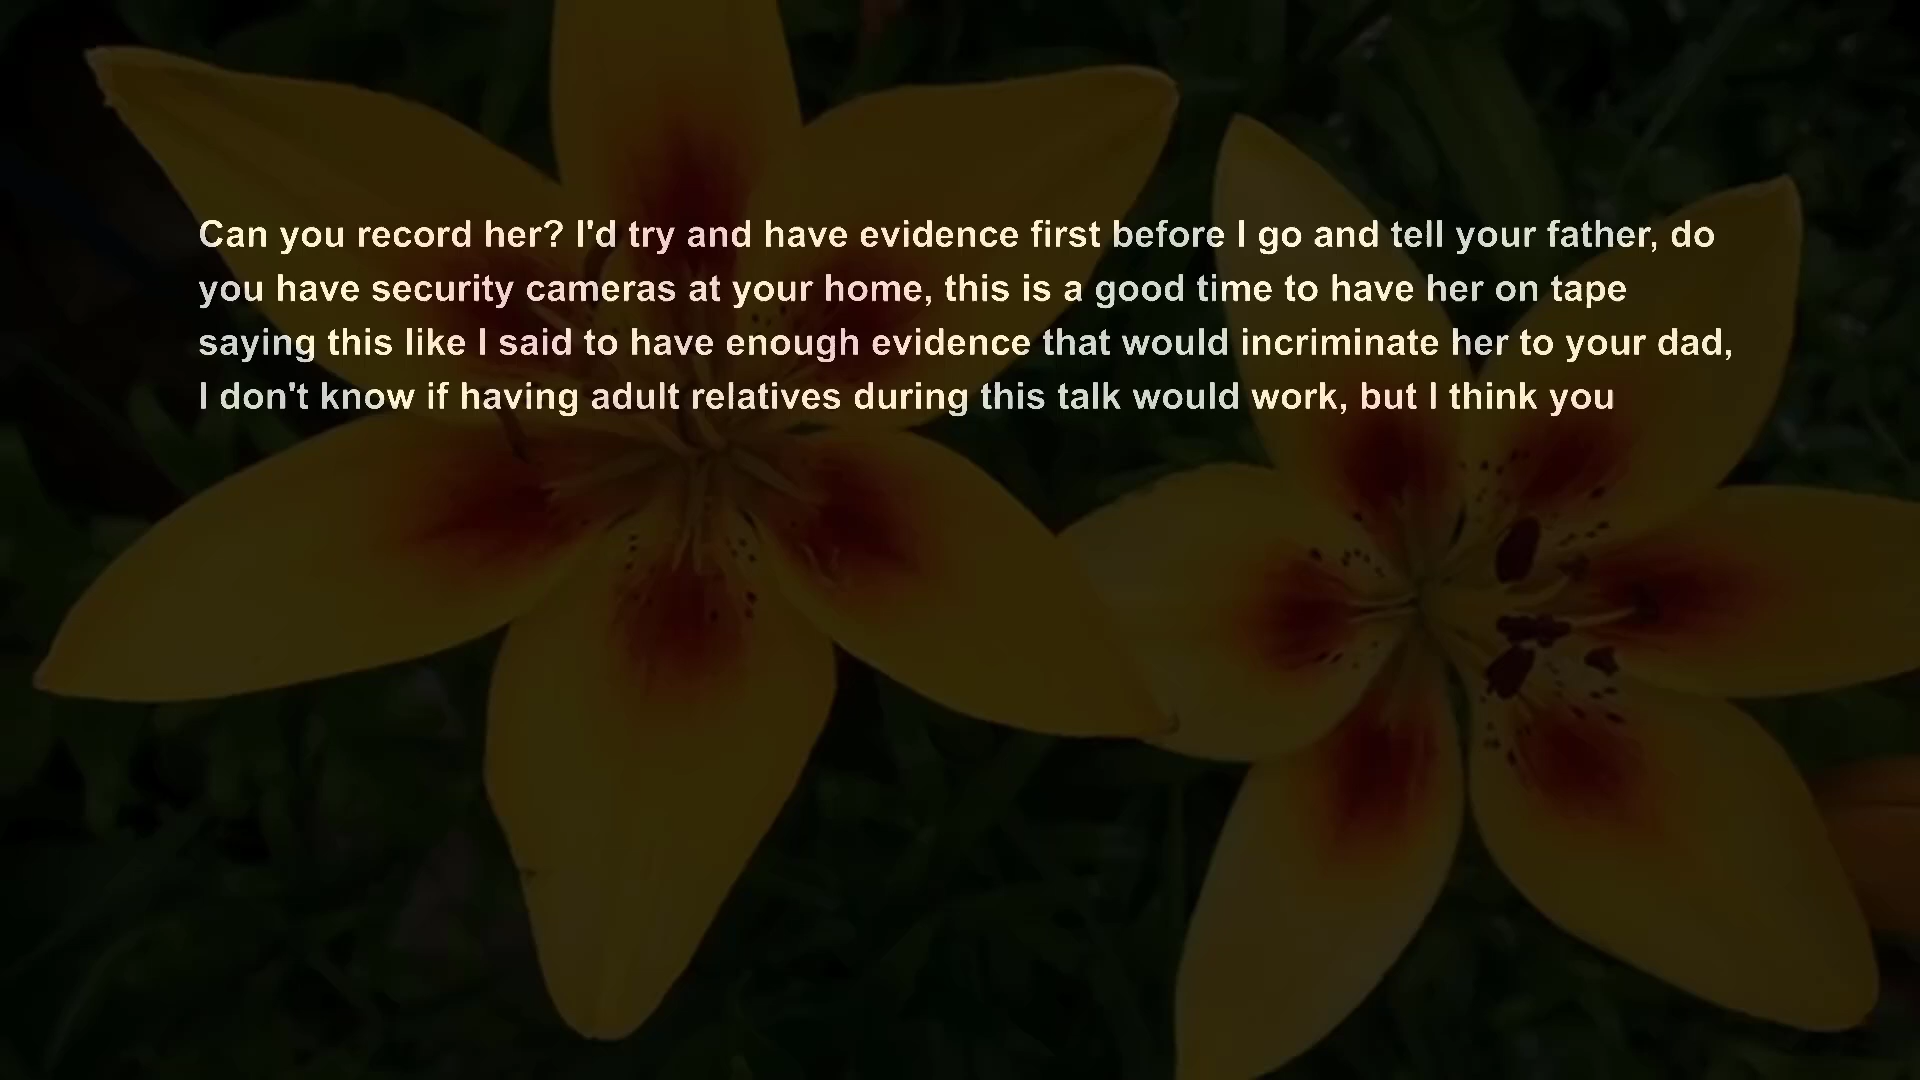 Can you record her? I'd try and have evidence first before I go and tell your father, do
you have security cameras at your home, this is a good time to have her on tape
saying this like I said to have enough evidence that would incriminate her to your dad,
I don't know if having adult relatives during this talk would work, but I think you